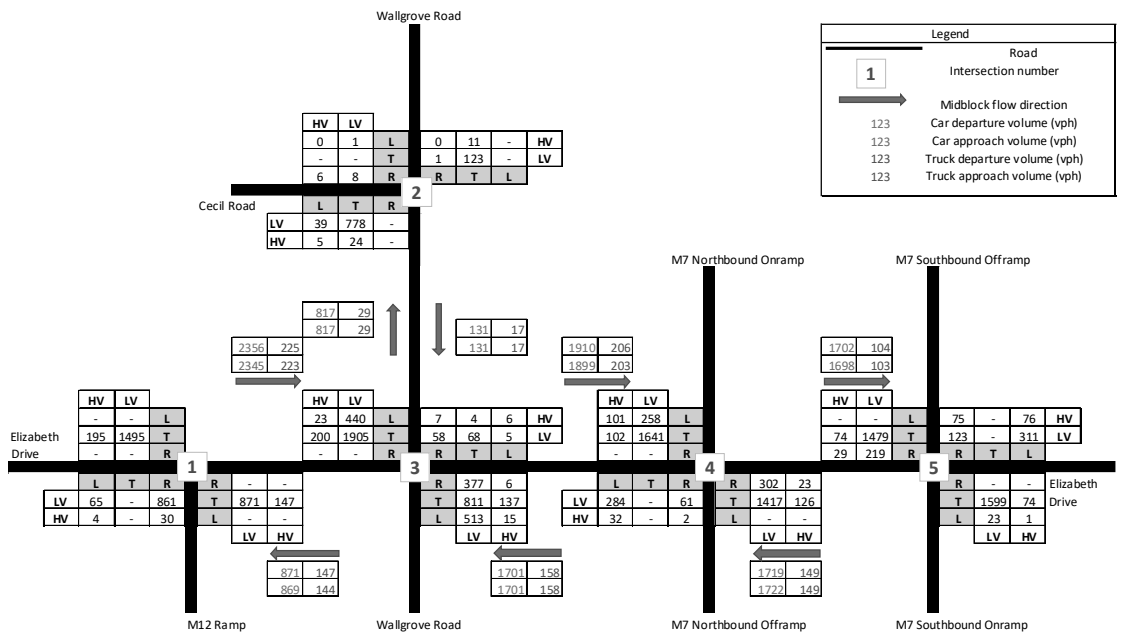 Wallgrove Road
Legend
Road
1 Intersection number
Midblock flow direction
123 Car departure volume (vph)
123 Car approach volume (vph)
123 Truck departure volume (vph)
123 Truck approach volume (vph)
HV LV
0 1 L 0 11 - HV
- - T 1 123 - LV
6 8 R R T L
2
Cecil Road
L T R
LV 39 778 -
HV 5 24 -
M7 Northbound Onramp
M7 Southbound Offramp
817 29
817 29
131 17
131 17
2356 225
2345 223
1910 206
1899 203
1702 104
1698 103
HV LV
- - L
195 1495 T
- - R
HV LV
23 440 L 7 4 6 HV
200 1905 T 58 68 5 LV
- - R R T L
HV LV
101 258 L
102 1641 T
- - R
HV LV
- - L 75 - 76 HV
74 1479 T 123 - 311 LV
29 219 R R T L
Elizabeth
Drive
1
3
4
5
Elizabeth
Drive
L T R R - -
LV 65 - 861 T 871 147
HV 4 - 30 L - -
LV HV
R 377 6
T 811 137
L 513 15
LV HV
L T R R 302 23
LV 284 - 61 T 1417 126
HV 32 - 2 L - -
LV HV
R - -
T 1599 74
L 23 1
LV HV
871 147
869 144
1701 158
1701 158
1719 149
1722 149
M12 Ramp
Wallgrove Road
M7 Northbound Offramp
M7 Southbound Onramp